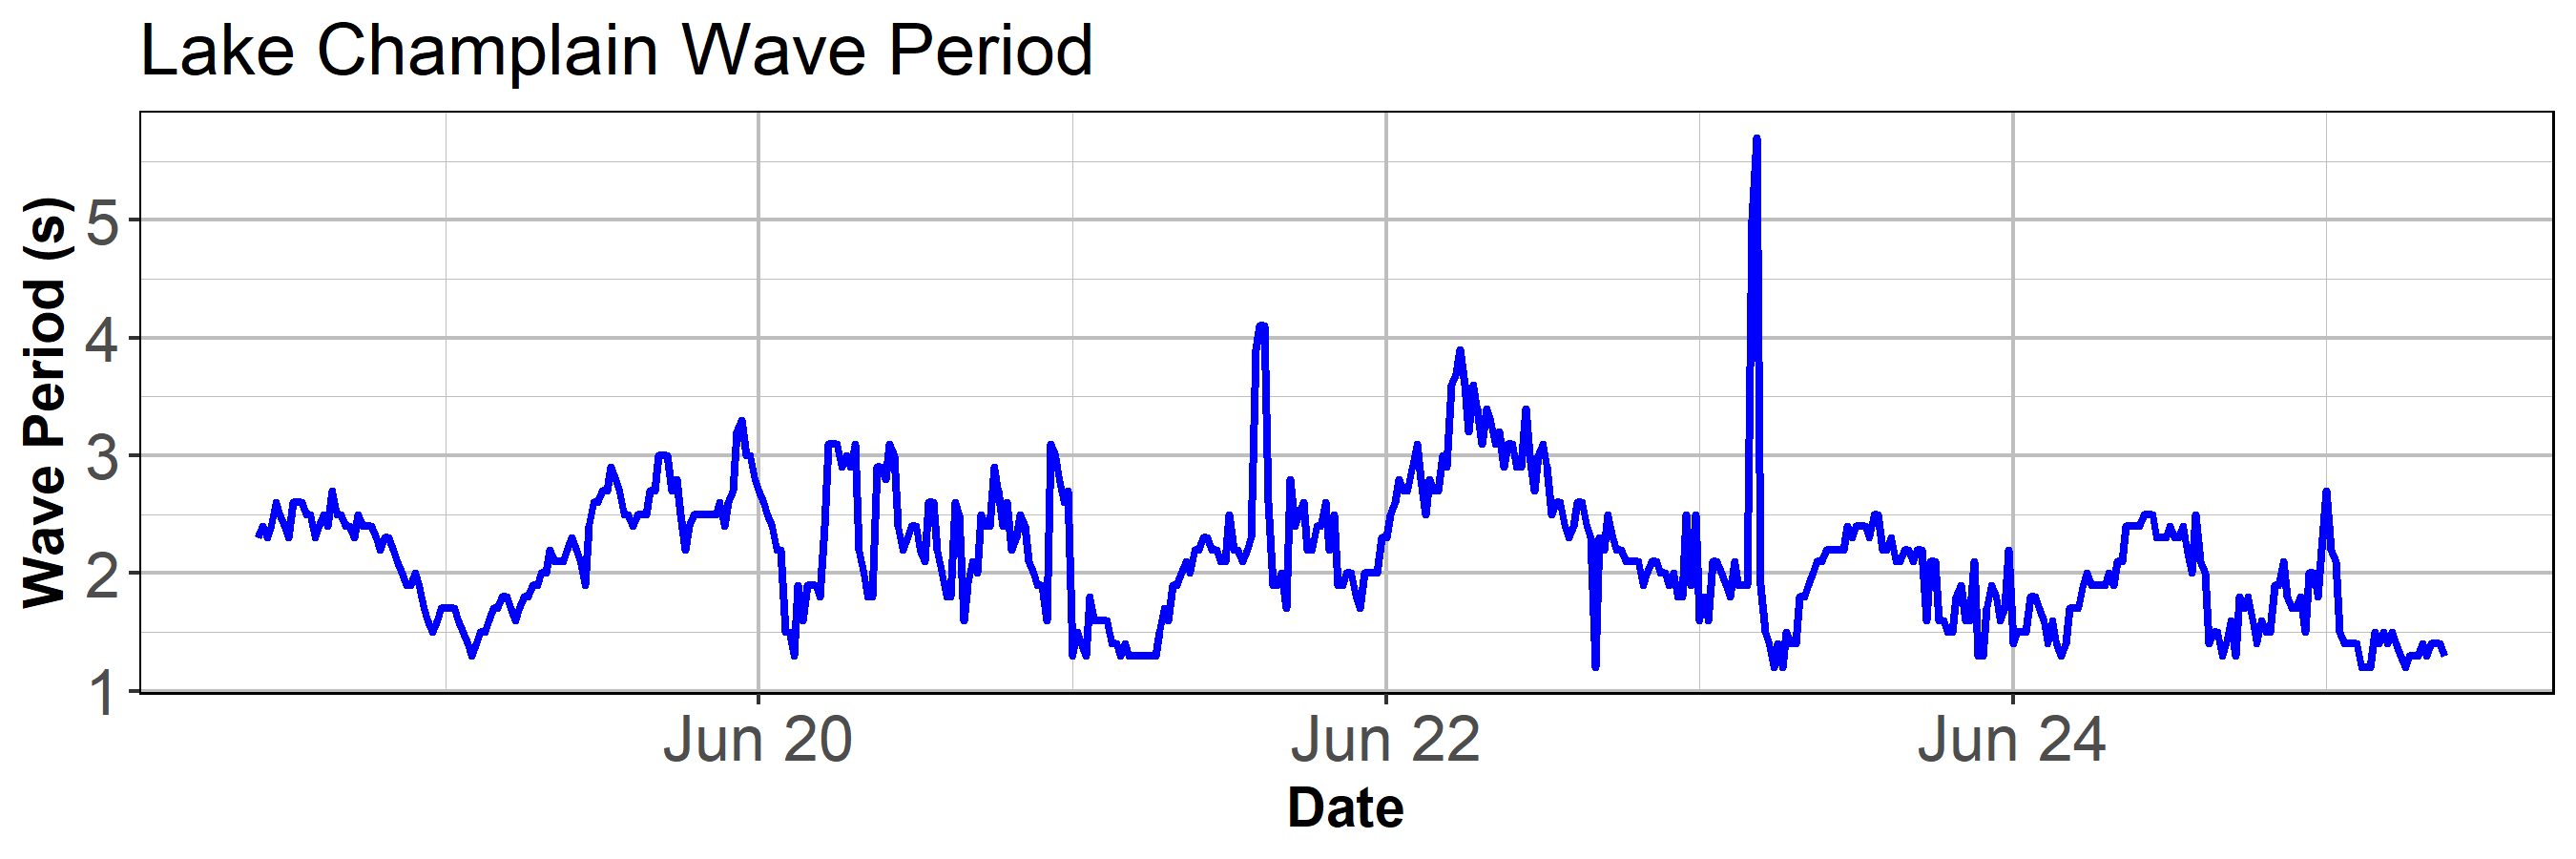 Lake Champlain Wave Period
Wave Period (s)
5
4
3
2
1
Jun 20
Jun 22
Jun 24
Date